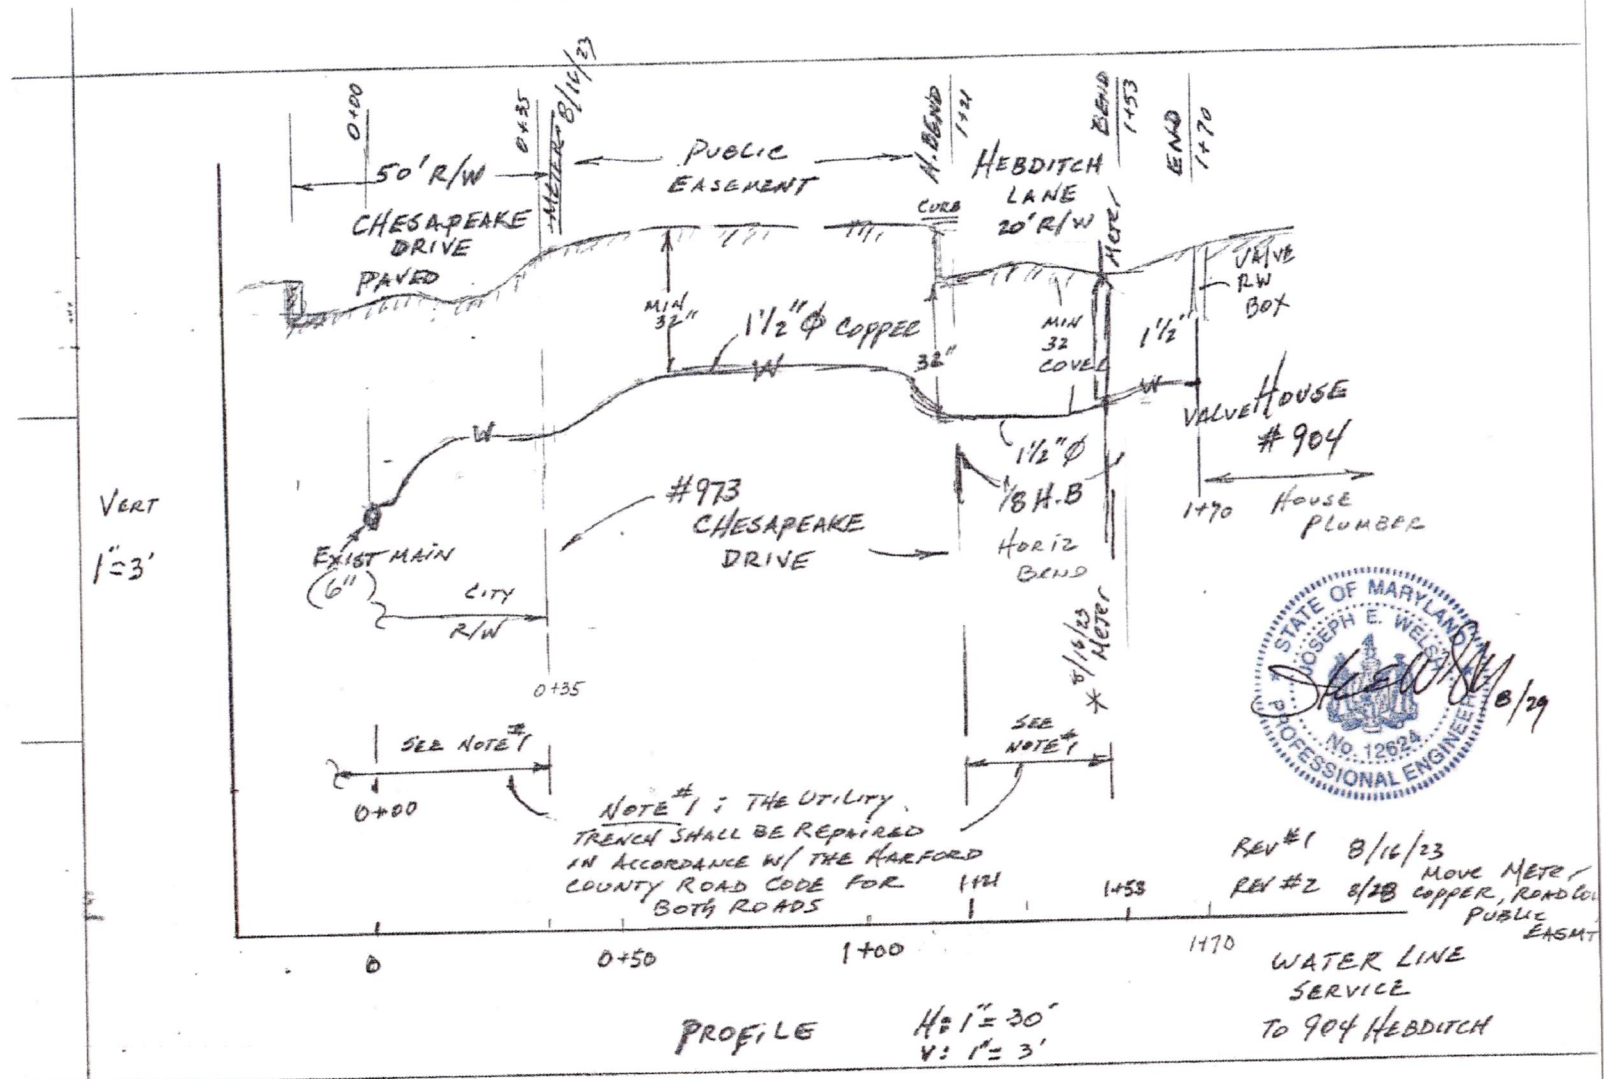 0+00
0+35
METER 8/16/23
50' R/W
PUBLIC
EASEMENT
H. BEND
1+21
HEBDITCH
LANE
20' R/W
BEND
1+53
END
1+70
CHESAPEAKE
DRIVE
PAVED
CURB
Meter
VALVE
RW
BOX
MIN
32"
1 1/2" Ø COPPER
W
32"
MIN
32
COVER
1 1/2"
W
W
VALVE HOUSE
#904
1 1/2" Ø
1/8 H.B
HORIZ
BEND
1+70
HOUSE
PLUMBER
VERT
1"=3'
EXIST MAIN
(6")
#973
CHESAPEAKE
DRIVE
CITY
R/W
0+35
* 8/16/23
Meter
STATE OF MARYLAND
JOSEPH E. WELSH
No. 12624
PROFESSIONAL ENGINEER
8/29
SEE NOTE #1
0+00
SEE
NOTE #1
NOTE #1: THE UTILITY
TRENCH SHALL BE REPAIRED
IN ACCORDANCE W/ THE HARFORD
COUNTY ROAD CODE FOR
BOTH ROADS
1+21
1+53
REV #1 8/16/23
MOVE METER
REV #2 8/28 COPPER, ROAD CO
PUBLIC
EASMT
0
0+50
1+00
1+70
WATER LINE
SERVICE
TO 904 HEBDITCH
PROFILE
H: 1" = 30'
V: 1" = 3'